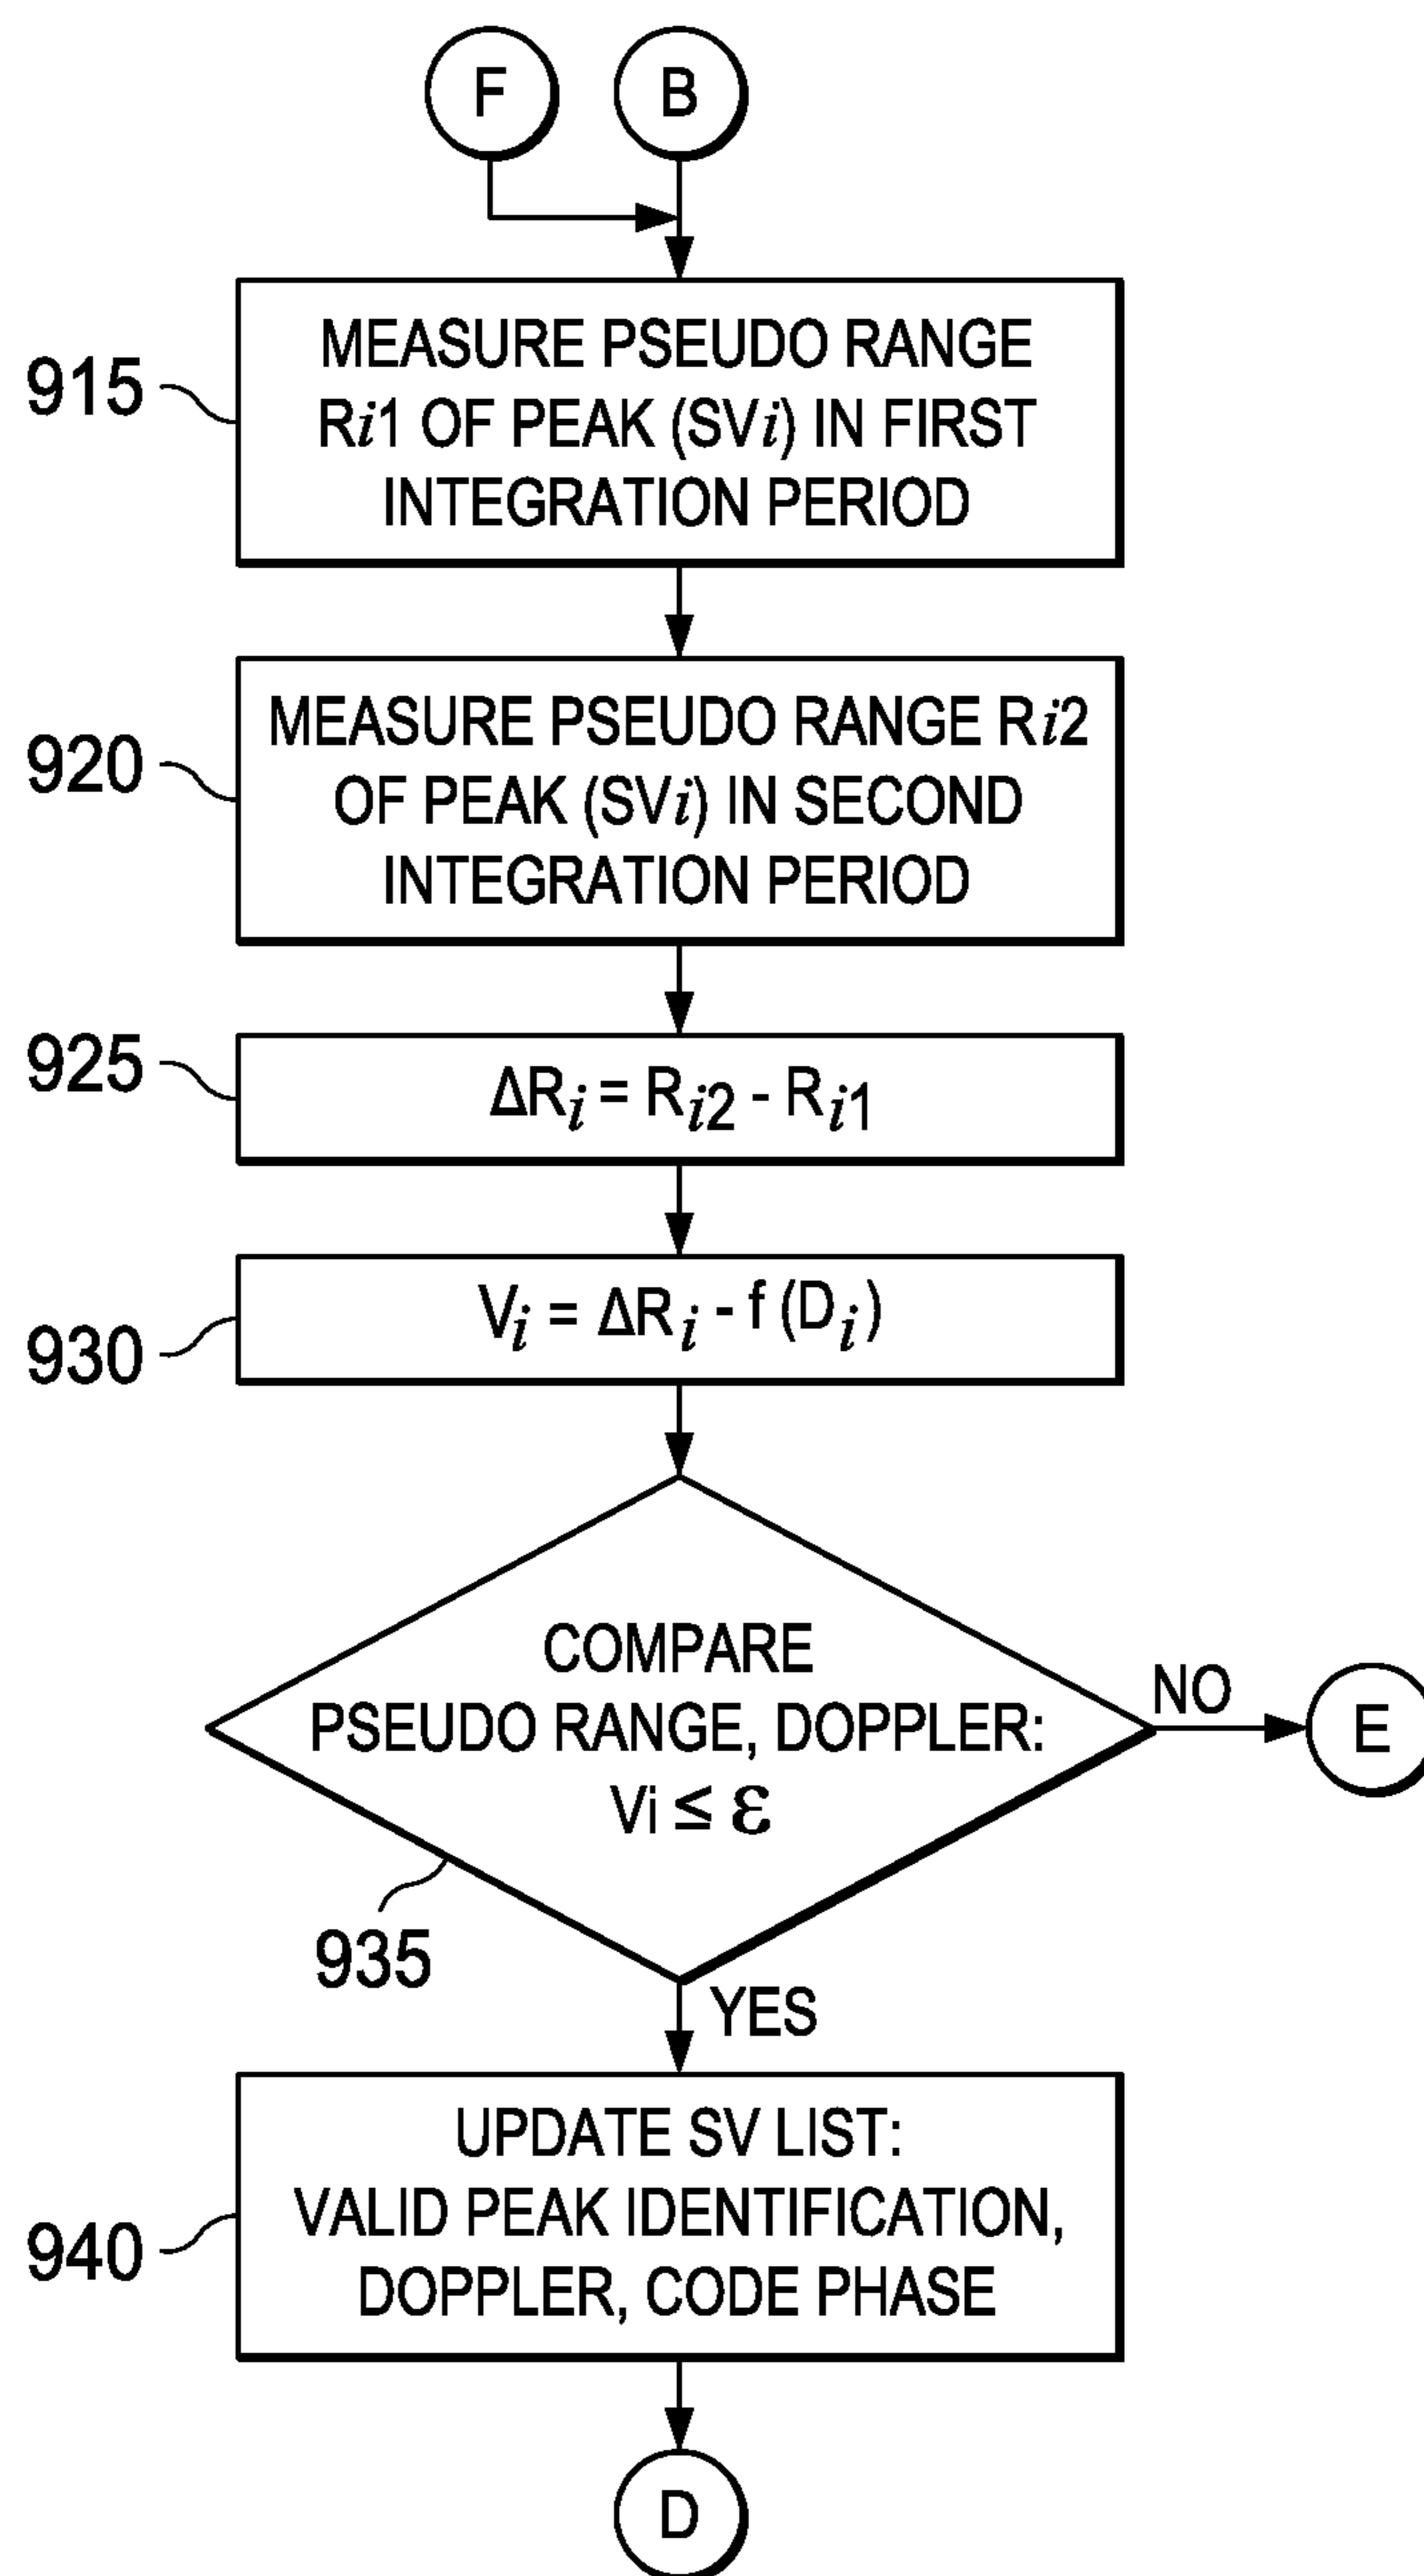 F
B
915
MEASURE PSEUDO RANGE
Ri1 OF PEAK (SVi) IN FIRST
INTEGRATION PERIOD
920
MEASURE PSEUDO RANGE Ri2
OF PEAK (SVi) IN SECOND
INTEGRATION PERIOD
925
ΔRi = Ri2 - Ri1
930
Vi = ΔRi - f (Di)
COMPARE
PSEUDO RANGE, DOPPLER:
Vi ≤ ε
NO
E
935
YES
940
UPDATE SV LIST:
VALID PEAK IDENTIFICATION,
DOPPLER, CODE PHASE
D